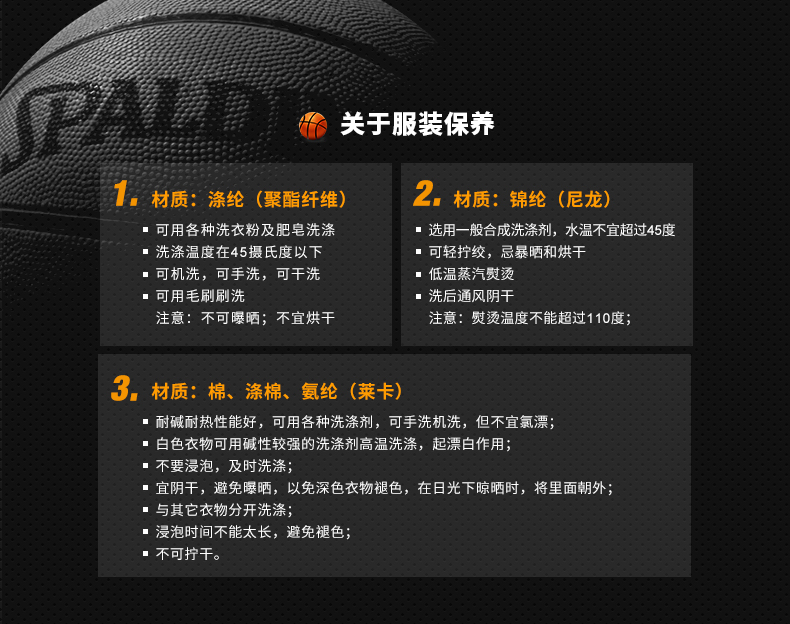 SPALDI
关于服装保养
1. 材质：涤纶（聚酯纤维）
可用各种洗衣粉及肥皂洗涤
洗涤温度在45摄氏度以下
可机洗，可手洗，可干洗
可用毛刷刷洗
注意：不可曝晒；不宜烘干
2. 材质：锦纶（尼龙）
选用一般合成洗涤剂，水温不宜超过45度
可轻拧绞，忌暴晒和烘干
低温蒸汽熨烫
洗后通风阴干
注意：熨烫温度不能超过110度；
3. 材质：棉、涤棉、氨纶（莱卡）
耐碱耐热性能好，可用各种洗涤剂，可手洗机洗，但不宜氯漂；
白色衣物可用碱性较强的洗涤剂高温洗涤，起漂白作用；
不要浸泡，及时洗涤；
宜阴干，避免曝晒，以免深色衣物褪色，在日光下晾晒时，将里面朝外；
与其它衣物分开洗涤；
浸泡时间不能太长，避免褪色；
不可拧干。